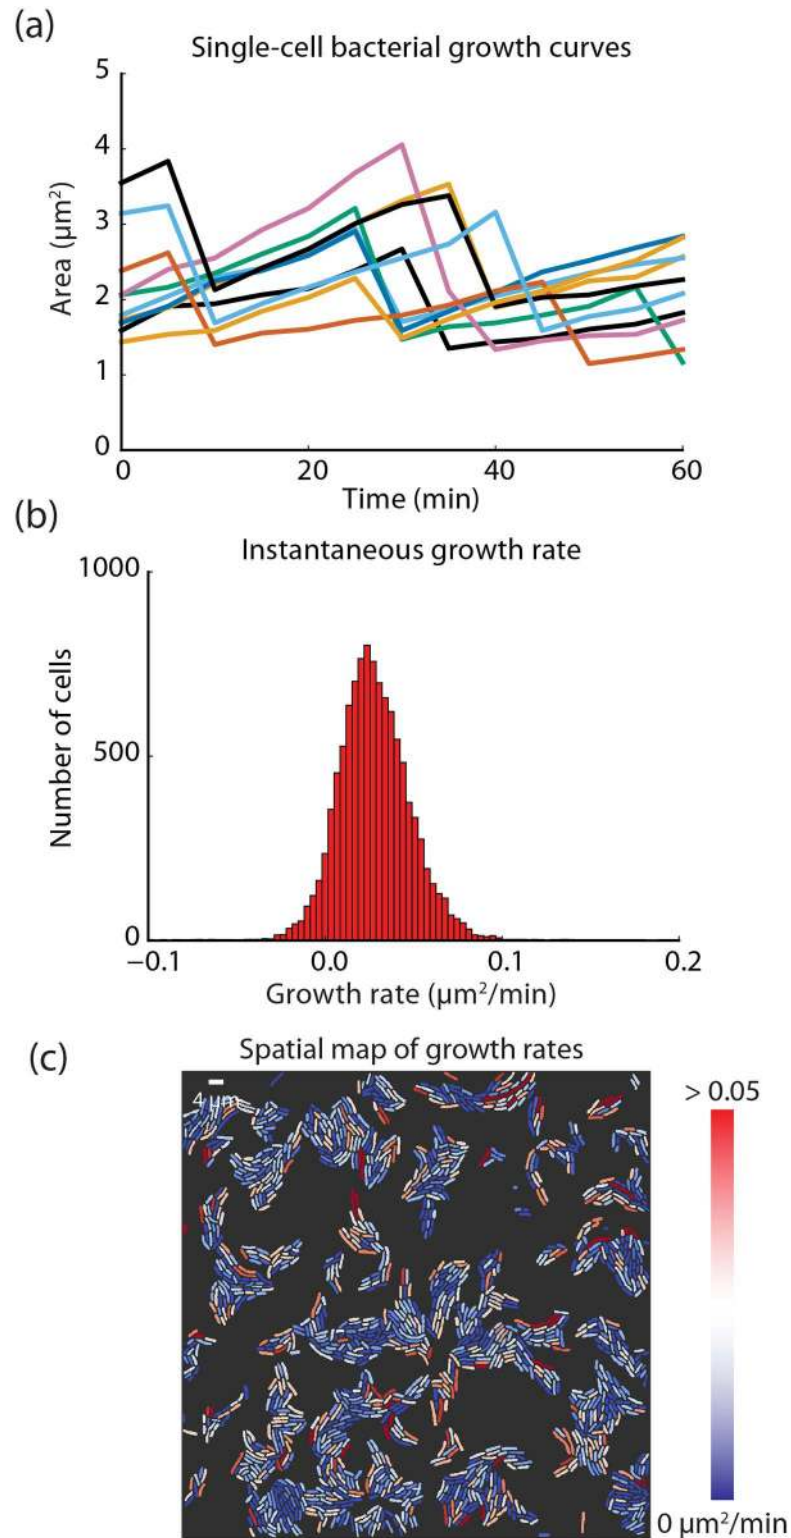 (a)
Single-cell bacterial growth curves
5
4
3
2
1
0
Area (µm²)
0 20 40 60
Time (min)
(b)
Instantaneous growth rate
1000
500
0
Number of cells
−0.1 0.0 0.1 0.2
Growth rate (µm²/min)
(c)
Spatial map of growth rates
4 µm
> 0.05
0 µm²/min